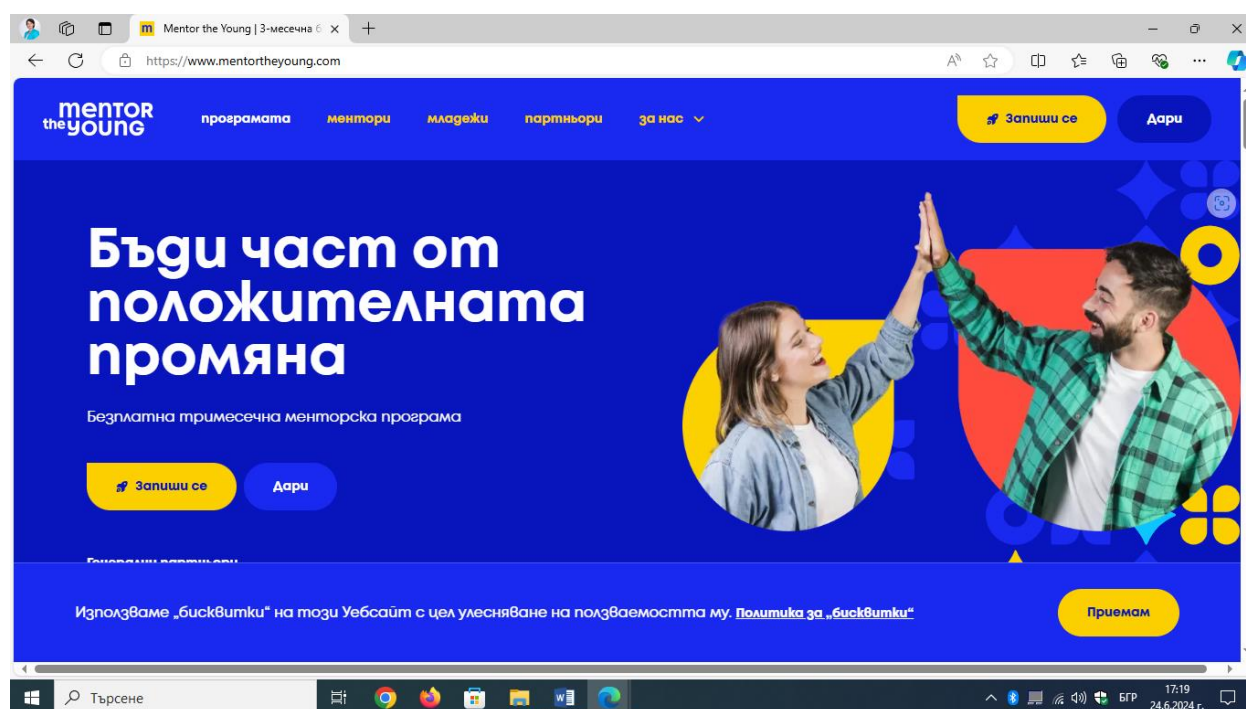 Mentor the Young | 3-месечна
https://www.mentortheyoung.com
mentor
the young
програмата ментори младежи партньори за нас
Запиши се Дари
Бъди част от
положителната
промяна
Безплатна тримесечна менторска програма
Запиши се Дари
Генерални партньори
Използваме „бисквитки“ на този Уебсайт с цел улесняване на ползваемостта му. Политика за „бисквитки“
Приемам
Търсене
БГР
17:19
24.6.2024 г.